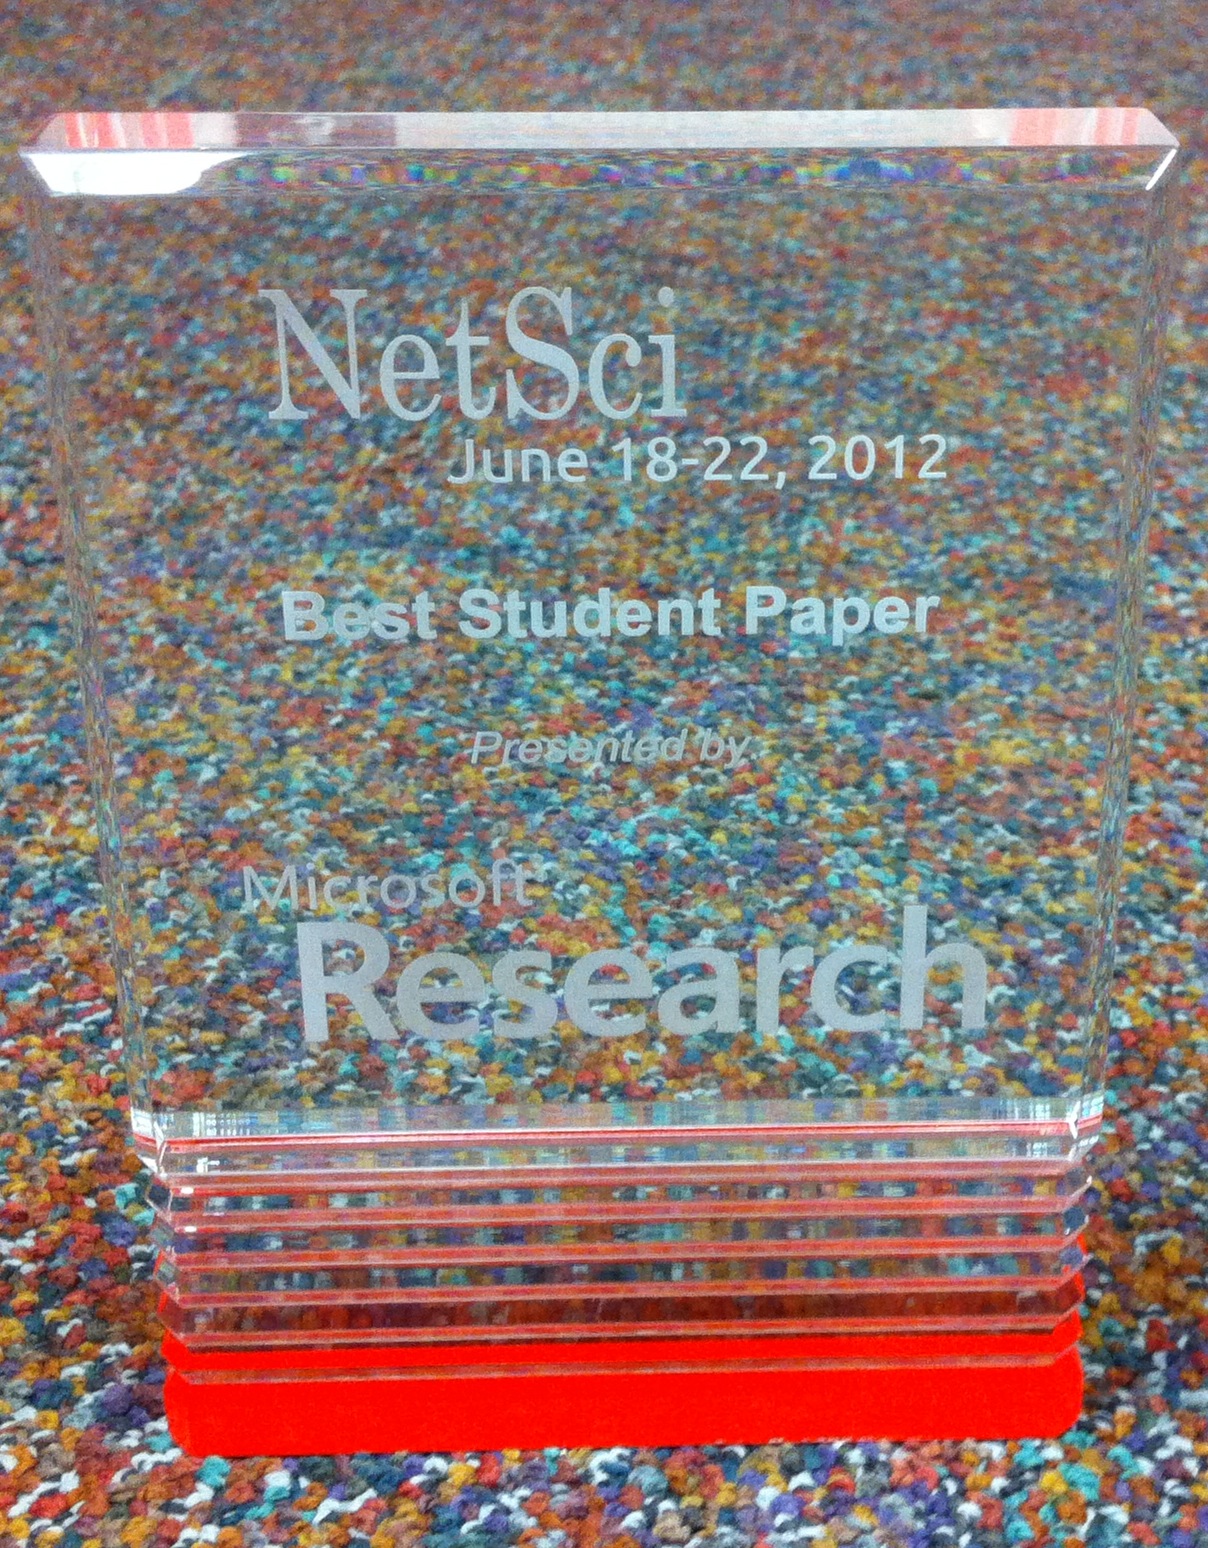 NetSci
June 18-22, 2012
Best Student Paper
Presented by
Microsoft
Research